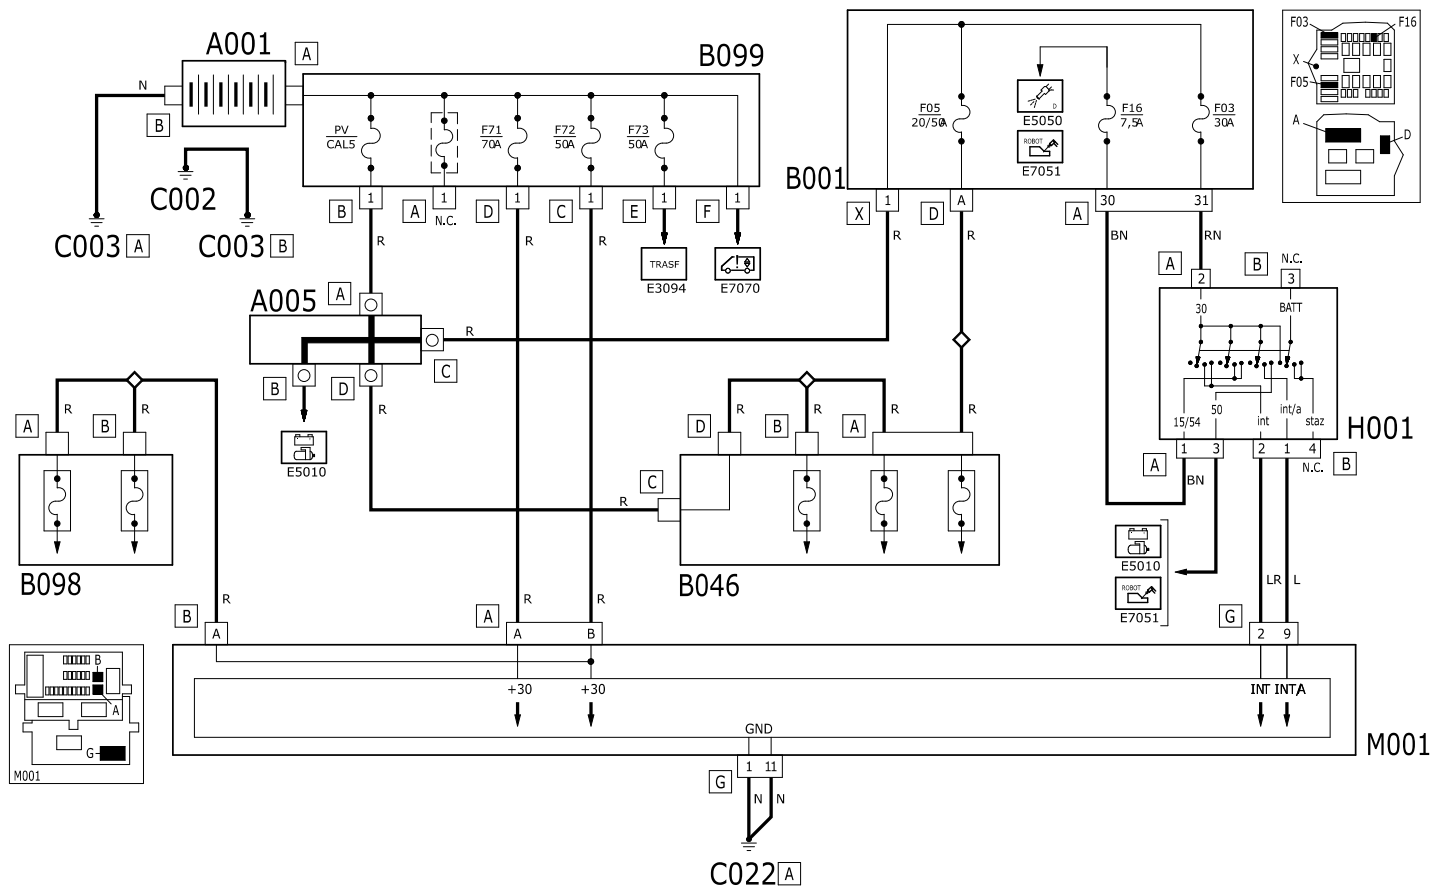 A001
A
B099
N
B
PV
CAL5
F71
70A
F72
50A
F73
50A
B 1
A 1
D 1
C 1
E 1
F 1
N.C.
R
R
R
C002
C003 A
C003 B
TRASF
E3094
E7070
B001
F05
20/50A
D
E5050
ROBOT
E7051
F16
7,5A
F03
30A
X 1
D A
A 30 31
R
R
BN
RN
F03
F16
X
F05
A
D
A005
A
B
D
C
R
R
E5010
A 2
B 3
N.C.
30
BATT
15/54
50
int
int/a
staz
H001
A 1 3
2 1 4
N.C.
B
BN
LR
L
E5010
ROBOT
E7051
A
B
R
R
B098
R
D
B
A
R
R
R
R
C
R
B046
B A
A A B
R
R
G 2 9
+30
+30
INT INT/A
GND
M001
G 1 11
N
N
C022 A
B
A
G
M001